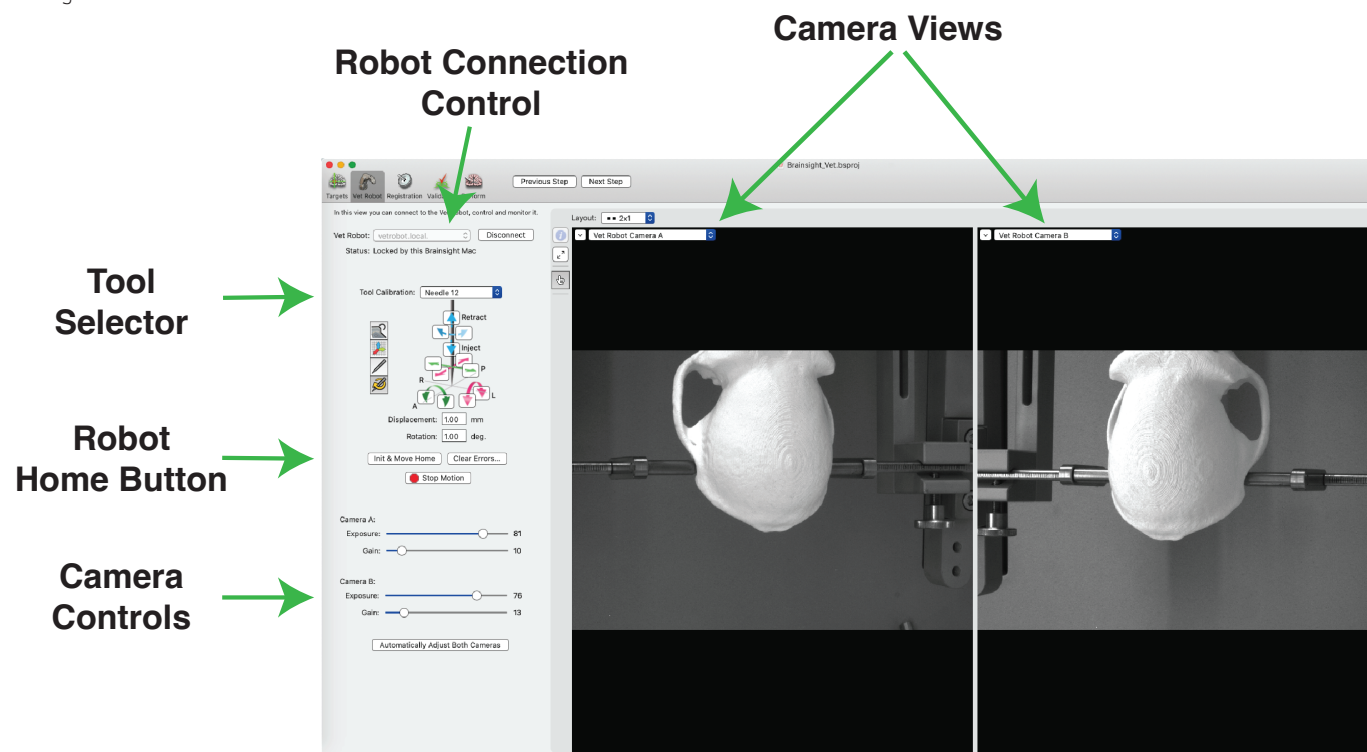 Camera Views
Robot Connection
Control
Brainsight_Vet.bsproj
Previous Step Next Step
Targets Vet Robot Registration
In this view you can connect to the Vet Robot, control and monitor it.
Layout: 2x1
Vet Robot: vetrobot.local. Disconnect
Vet Robot Camera A
Vet Robot Camera B
Status: Locked by this Brainsight Mac
Tool
Selector
Tool Calibration: Needle 12
Retract
Inject
P
R
L
A
Displacement: 1.00 mm
Rotation: 1.00 deg.
Robot
Home Button
Init & Move Home Clear Errors...
Stop Motion
Camera A:
Exposure: 81
Gain: 10
Camera
Controls
Camera B:
Exposure: 76
Gain: 13
Automatically Adjust Both Cameras